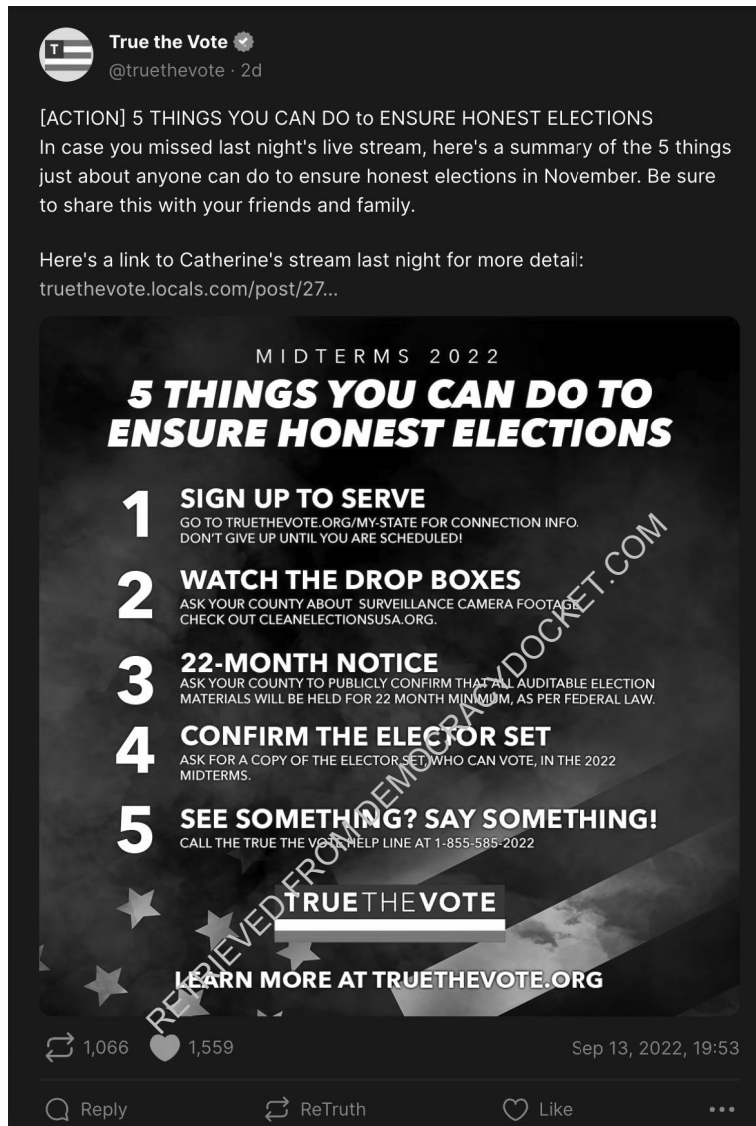 True the Vote
@truethevote · 2d
[ACTION] 5 THINGS YOU CAN DO to ENSURE HONEST ELECTIONS
In case you missed last night's live stream, here's a summary of the 5 things
just about anyone can do to ensure honest elections in November. Be sure
to share this with your friends and family.
Here's a link to Catherine's stream last night for more detail:
truethevote.locals.com/post/27...
MIDTERMS 2022
5 THINGS YOU CAN DO TO
ENSURE HONEST ELECTIONS
1 SIGN UP TO SERVE
GO TO TRUETHEVOTE.ORG/MY-STATE FOR CONNECTION INFO.
DON'T GIVE UP UNTIL YOU ARE SCHEDULED!
2 WATCH THE DROP BOXES
ASK YOUR COUNTY ABOUT SURVEILLANCE CAMERA FOOTAGE
CHECK OUT CLEANELECTIONSUSA.ORG.
3 22-MONTH NOTICE
ASK YOUR COUNTY TO PUBLICLY CONFIRM THAT ALL AUDITABLE ELECTION
MATERIALS WILL BE HELD FOR 22 MONTH MINIMUM, AS PER FEDERAL LAW.
4 CONFIRM THE ELECTOR SET
ASK FOR A COPY OF THE ELECTOR SET, WHO CAN VOTE, IN THE 2022
MIDTERMS.
5 SEE SOMETHING? SAY SOMETHING!
CALL THE TRUE THE VOTE HELP LINE AT 1-855-585-2022
TRUETHEVOTE
LEARN MORE AT TRUETHEVOTE.ORG
RETRIEVED FROM DEMOCRACYDOCKET.COM
1,066 1,559 Sep 13, 2022, 19:53
Reply ReTruth Like